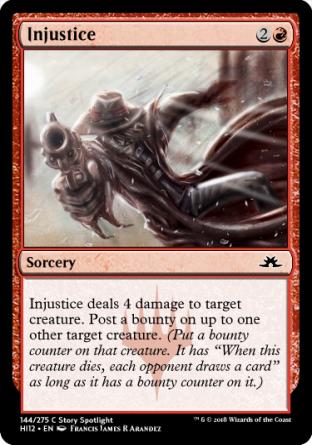 Injustice 2
Sorcery
Injustice deals 4 damage to target
creature. Post a bounty on up to one
other target creature. (Put a bounty
counter on that creature. It has “When this
creature dies, each opponent draws a card”
as long as it has a bounty counter on it.)
144/275 C Story Spotlight
HI12 • EN Francis James R Arandez
™ & © 2018 Wizards of the Coast